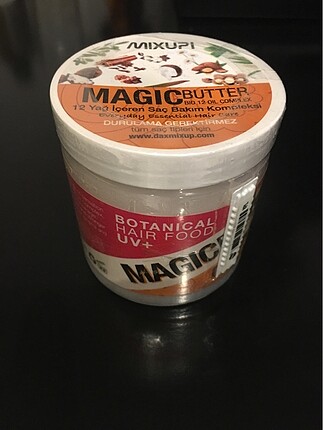 MIXUP!
MAGIC BUTTER
BIO 12 OIL COMPLEX
12 Yağ İçeren Saç Bakım Kompleksi
Everyday Essential Hair Care
DURULAMA GEREKTİRMEZ
tüm saç tipleri için
www.daxmixup.com
BOTANICAL
HAIR FOOD
UV+
MAGIC